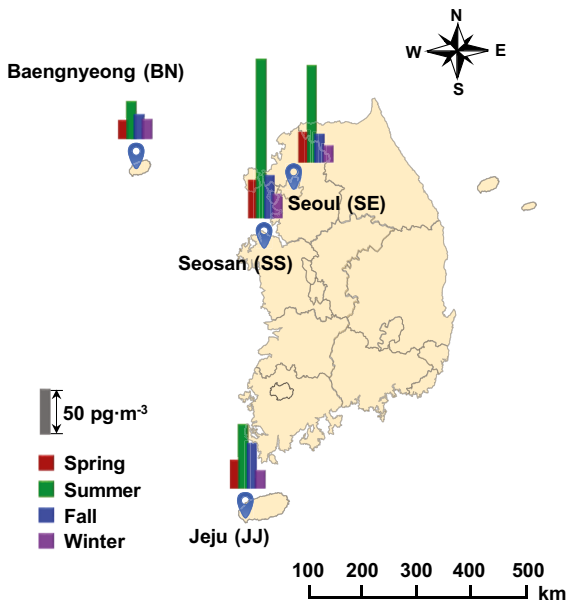 N
W E
S
Baengnyeong (BN)
Seoul (SE)
Seosan (SS)
50 pg·m⁻³
Spring
Summer
Fall
Winter
Jeju (JJ)
100 200 300 400 500
km